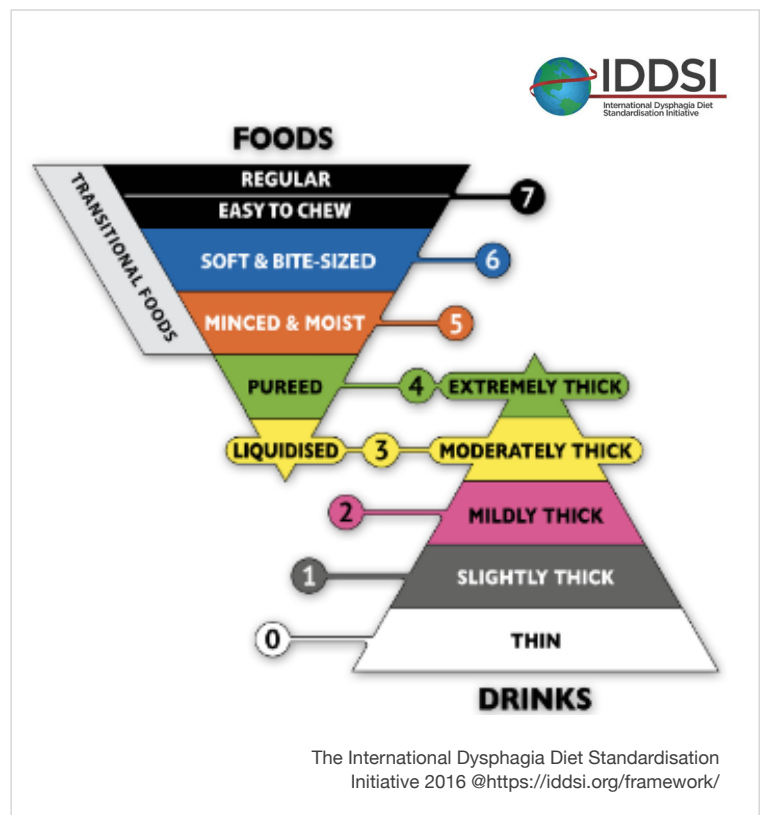 IDDSI
International Dysphagia Diet
Standardisation Initiative
FOODS
TRANSITIONAL FOODS
REGULAR
EASY TO CHEW
7
SOFT & BITE-SIZED
6
MINCED & MOIST
5
PUREED
4
EXTREMELY THICK
LIQUIDISED
3
MODERATELY THICK
2
MILDLY THICK
1
SLIGHTLY THICK
0
THIN
DRINKS
The International Dysphagia Diet Standardisation
Initiative 2016 @https://iddsi.org/framework/